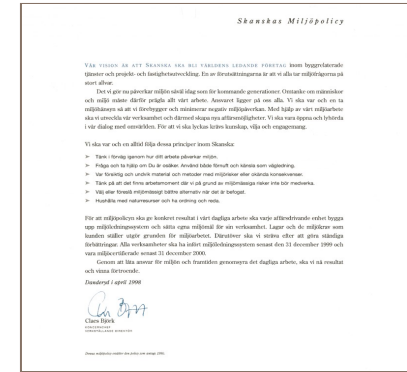 Skanskas Miljöpolicy
VÅR VISION ÄR ATT SKANSKA SKA BLI VÄRLDENS LEDANDE FÖRETAG inom byggrelaterade
tjänster och projekt- och fastighetsutveckling. En av förutsättningarna är att vi alla tar miljöfrågorna på
stort allvar.
Det vi gör nu påverkar miljön såväl idag som för kommande generationer. Omtanke om människor
och miljö måste därför prägla allt vårt arbete. Ansvaret ligger på oss alla. Vi ska var och en ta
miljöhänsyn så att vi förebygger och minimerar negativ miljöpåverkan. Med hjälp av vårt miljöarbete
ska vi utveckla vår verksamhet och därmed skapa nya affärsmöjligheter. Vi ska vara öppna och lyhörda
i vår dialog med omvärlden. För att vi ska lyckas krävs kunskap, vilja och engagemang.
Vi ska var och en alltid följa dessa principer inom Skanska:
➢ Tänk i förväg igenom hur ditt arbete påverkar miljön.
➢ Fråga och ta hjälp om Du är osäker. Använd både förnuft och känsla som vägledning.
➢ Var försiktig och undvik material och metoder med miljörisker eller okända konsekvenser.
➢ Tänk på att det finns arbetsmoment där vi på grund av miljömässiga risker inte bör medverka.
➢ Välj eller föreslå miljömässigt bättre alternativ när det är befogat.
➢ Hushålla med naturresurser och ha ordning och reda.
För att miljöpolicyn ska ge konkret resultat i vårt dagliga arbete ska varje affärsdrivande enhet bygga
upp miljöledningssystem och sätta egna miljömål för sin verksamhet. Lagar och de miljökrav som
kunden ställer utgör grunden för miljöarbetet. Därutöver ska vi sträva efter att göra ständiga
förbättringar. Alla verksamheter ska ha infört miljöledningssystem senast den 31 december 1999 och
vara miljöcertifierade senast 31 december 2000.
Genom att låta ansvar för miljön och framtiden genomsyra det dagliga arbete, ska vi nå resultat
och vinna förtroende.
Danderyd i april 1998
Claes Björk
KONCERNCHEF
VERKSTÄLLANDE DIREKTÖR
Denna miljöpolicy ersätter den policy som antogs 1995.